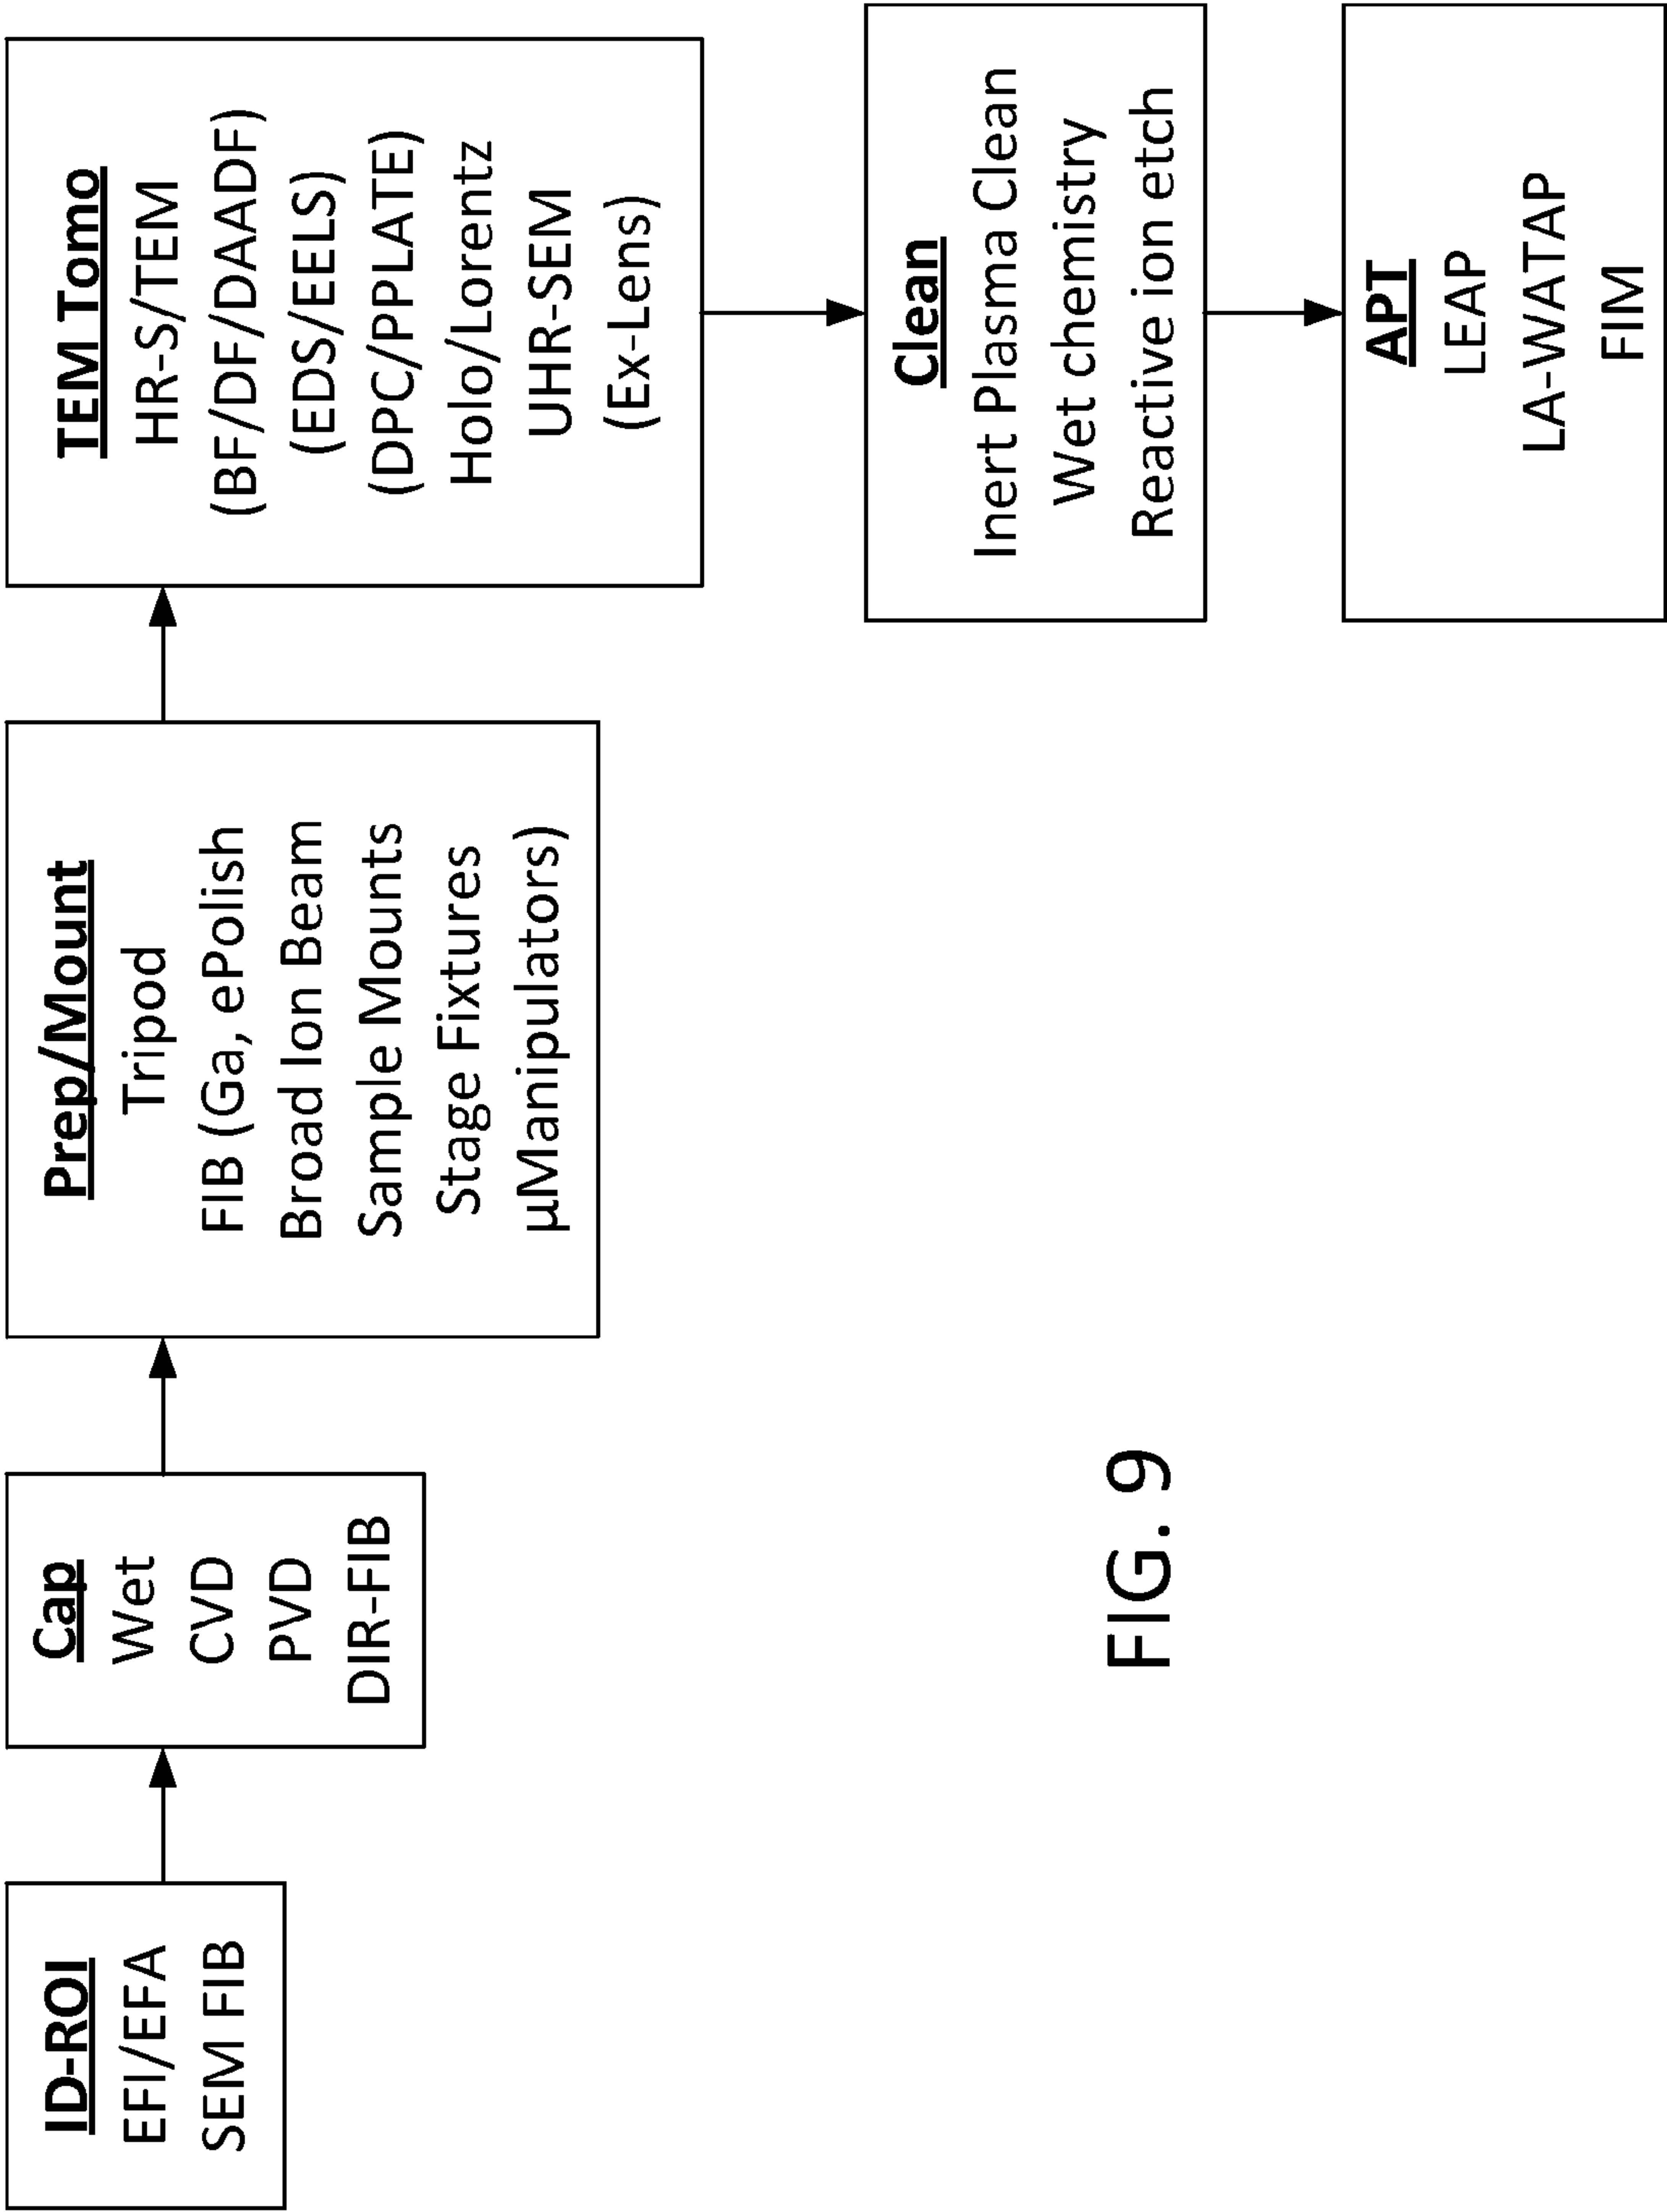 ID-ROI
EFI/EFA
SEM FIB
Cap
Wet
CVD
PVD
DIR-FIB
Prep/Mount
Tripod
FIB (Ga, ePolish
Broad Ion Beam
Sample Mounts
Stage Fixtures
µManipulators)
TEM Tomo
HR-S/TEM
(BF/DF/DAADF)
(EDS/EELS)
(DPC/PPLATE)
Holo/Lorentz
UHR-SEM
(Ex-Lens)
Clean
Inert Plasma Clean
Wet chemistry
Reactive ion etch
APT
LEAP
LA-WATAP
FIM
FIG. 9